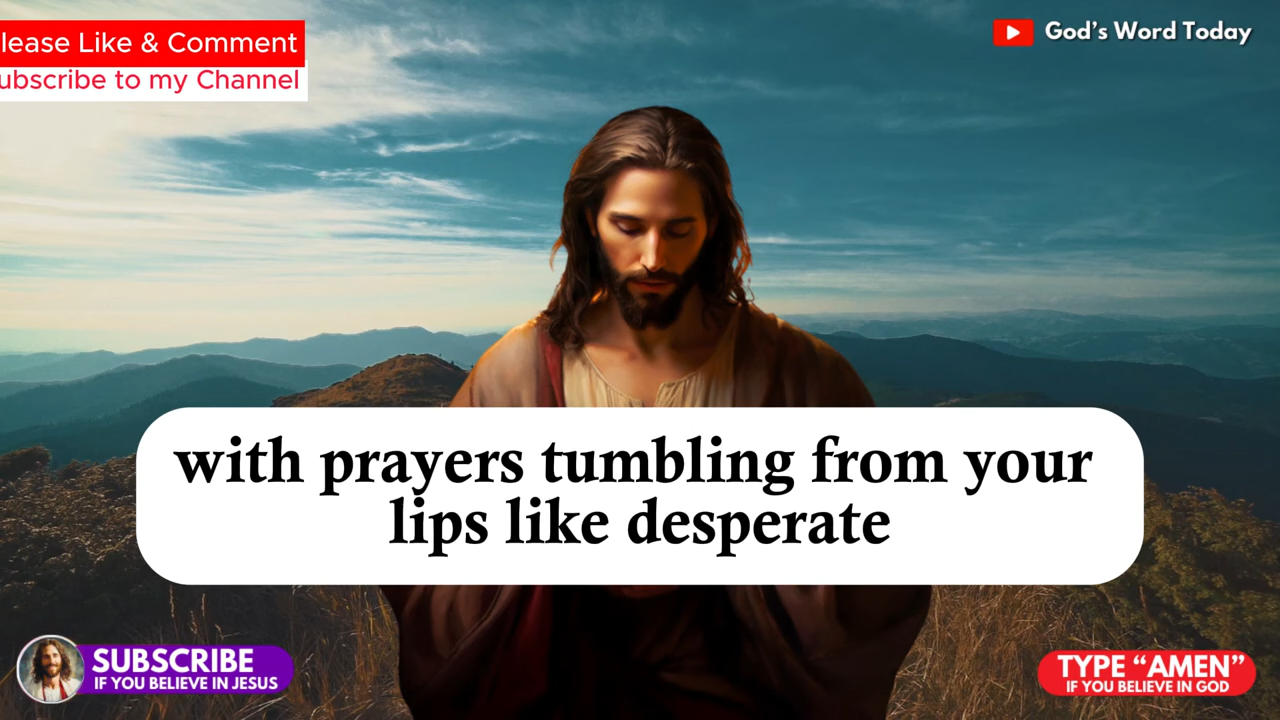 lease Like & Comment
ubscribe to my Channel
God's Word Today
with prayers tumbling from your
lips like desperate
SUBSCRIBE
IF YOU BELIEVE IN JESUS
TYPE “AMEN”
IF YOU BELIEVE IN GOD